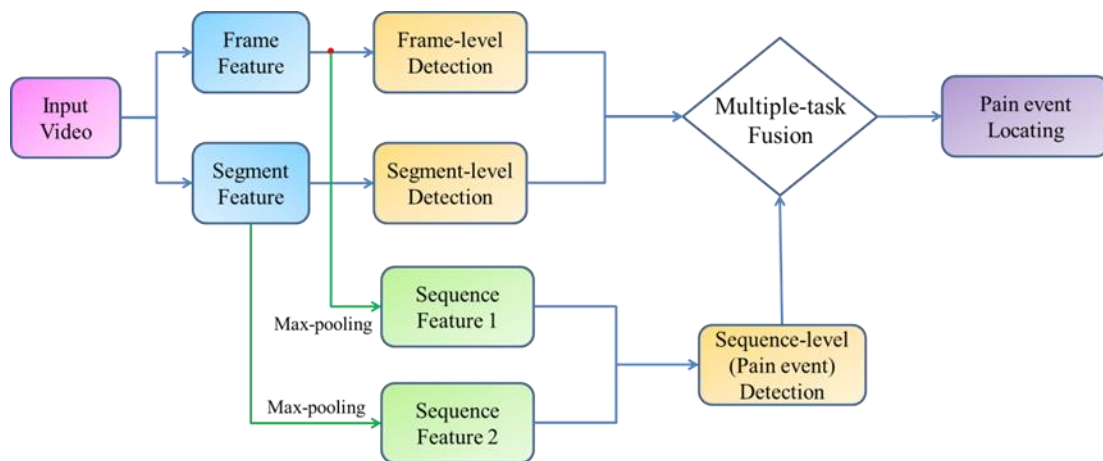 Input
Video
Frame
Feature
Segment
Feature
Frame-level
Detection
Segment-level
Detection
Multiple-task
Fusion
Pain event
Locating
Max-pooling
Sequence
Feature 1
Max-pooling
Sequence
Feature 2
Sequence-level
(Pain event)
Detection